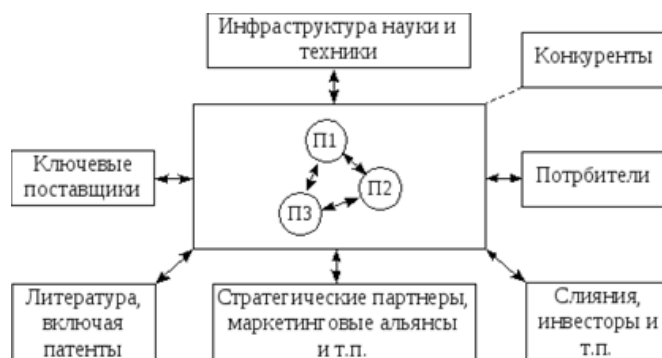 Инфраструктура науки и
техники
Конкуренты
П1
Ключевые
поставщики
П2
Потрбители
П3
Литература,
включая
патенты
Стратегические партнеры,
маркетинговые альянсы
и т.п.
Слияния,
инвесторы и
т.п.